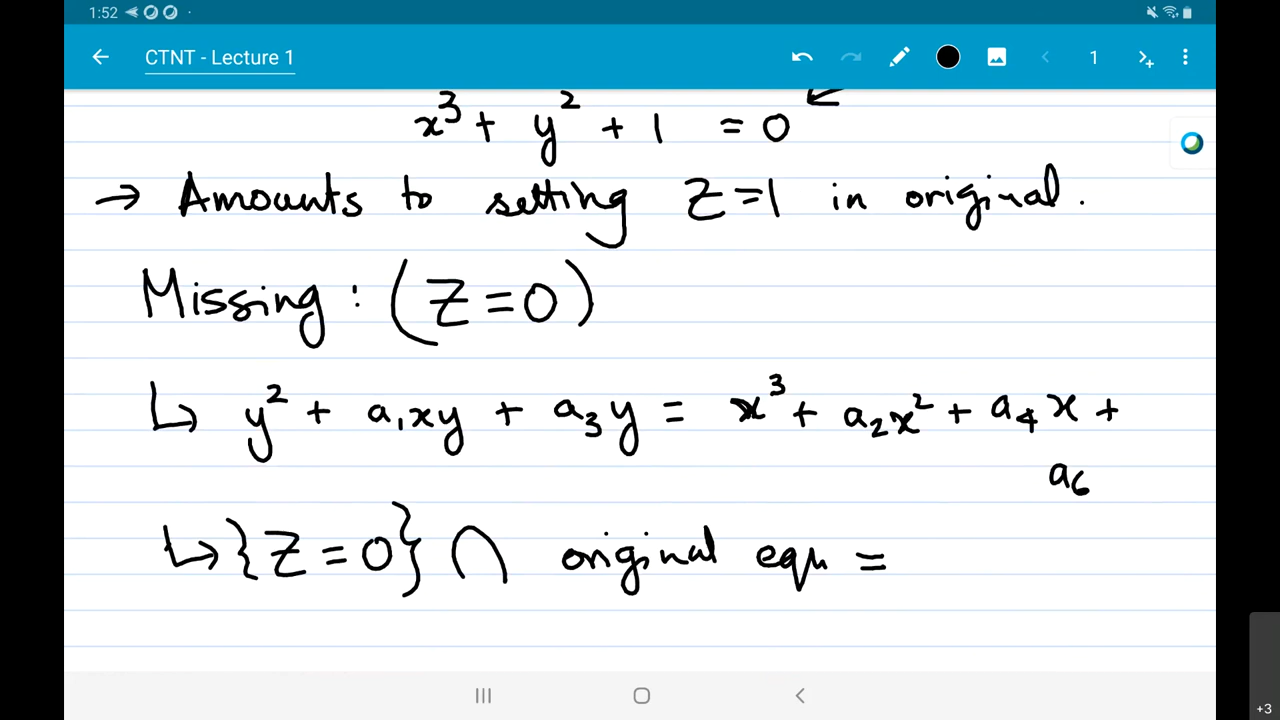 1:52
CTNT - Lecture 1
1
x³ + y² + 1 = 0
→ Amounts to setting Z=1 in original.
Missing : (Z=0)
↳ y² + a₁xy + a₃y = x³ + a₂x² + a₄x +
a₆
↳ }Z=0} ∩ original equ =
+3